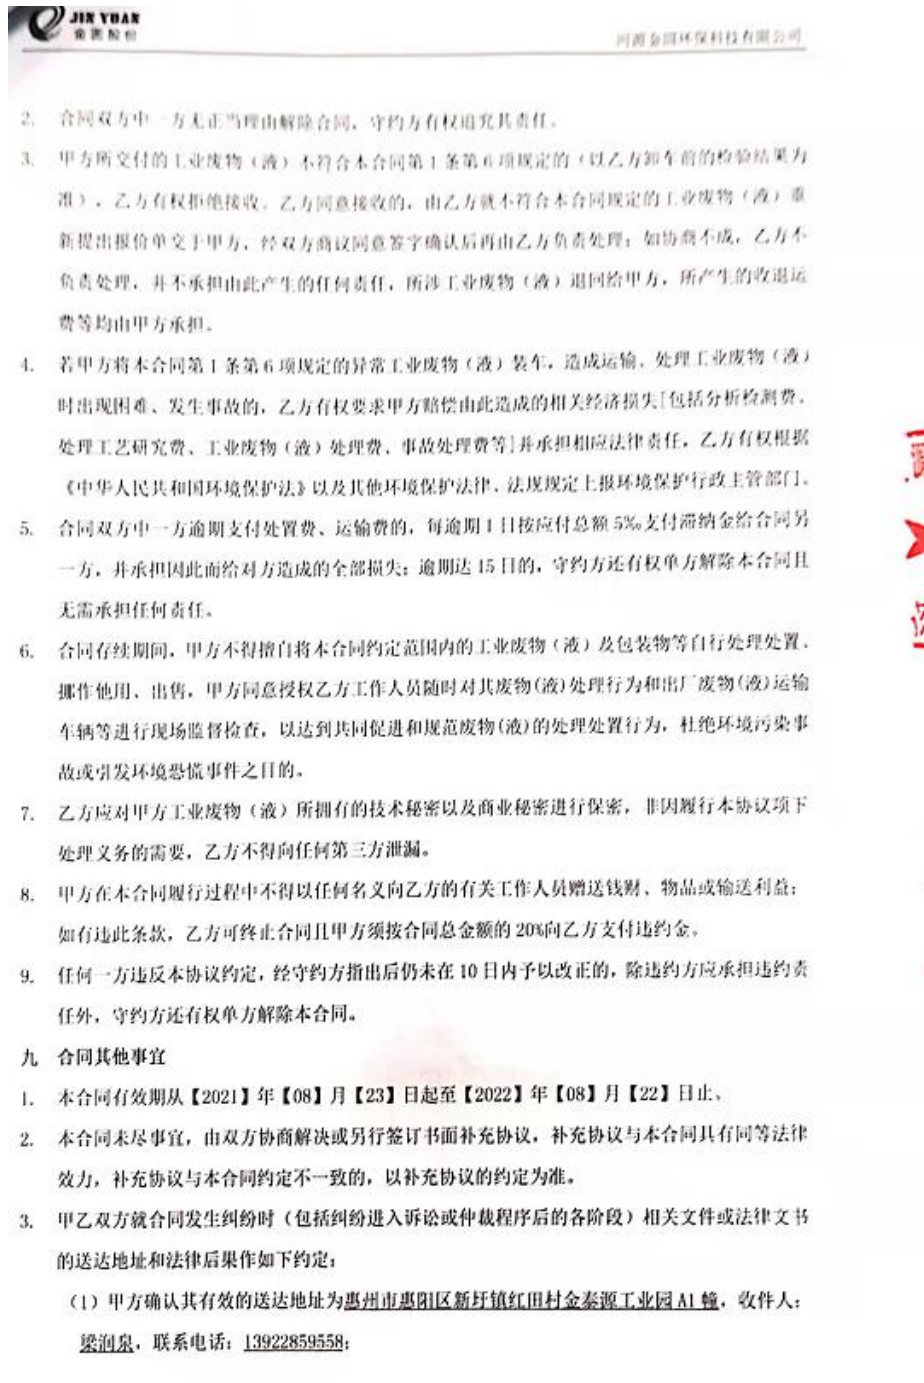 JIN YUAN
金圆股份
河源金圆环保科技有限公司
2. 合同双方中一方无正当理由解除合同，守约方有权追究其责任。
3. 甲方所交付的工业废物（液）不符合本合同第1条第6项规定的（以乙方卸车前的检验结果为
准），乙方有权拒绝接收。乙方同意接收的，由乙方就不符合本合同规定的工业废物（液）重
新提出报价单交于甲方，经双方商议同意签字确认后再由乙方负责处理；如协商不成，乙方不
负责处理，并不承担由此产生的任何责任，所涉工业废物（液）退回给甲方，所产生的收退运
费等均由甲方承担。
4. 若甲方将本合同第1条第6项规定的异常工业废物（液）装车，造成运输、处理工业废物（液）
时出现困难、发生事故的，乙方有权要求甲方赔偿由此造成的相关经济损失[包括分析检测费、
处理工艺研究费、工业废物（液）处理费、事故处理费等]并承担相应法律责任，乙方有权根据
《中华人民共和国环境保护法》以及其他环境保护法律、法规规定上报环境保护行政主管部门。
5. 合同双方中一方逾期支付处置费、运输费的，每逾期1日按应付总额5‰支付滞纳金给合同另
一方，并承担因此而给对方造成的全部损失；逾期达15日的，守约方还有权单方解除本合同且
无需承担任何责任。
6. 合同存续期间，甲方不得擅自将本合同约定范围内的工业废物（液）及包装物等自行处理处置、
挪作他用、出售，甲方同意授权乙方工作人员随时对其废物(液)处理行为和出厂废物(液)运输
车辆等进行现场监督检查，以达到共同促进和规范废物(液)的处理处置行为，杜绝环境污染事
故或引发环境恐慌事件之目的。
7. 乙方应对甲方工业废物（液）所拥有的技术秘密以及商业秘密进行保密，非因履行本协议项下
处理义务的需要，乙方不得向任何第三方泄漏。
8. 甲方在本合同履行过程中不得以任何名义向乙方的有关工作人员赠送钱财、物品或输送利益；
如有违此条款，乙方可终止合同且甲方须按合同总金额的20%向乙方支付违约金。
9. 任何一方违反本协议约定，经守约方指出后仍未在10日内予以改正的，除违约方应承担违约责
任外，守约方还有权单方解除本合同。
九 合同其他事宜
1. 本合同有效期从【2021】年【08】月【23】日起至【2022】年【08】月【22】日止。
2. 本合同未尽事宜，由双方协商解决或另行签订书面补充协议，补充协议与本合同具有同等法律
效力，补充协议与本合同约定不一致的，以补充协议的约定为准。
3. 甲乙双方就合同发生纠纷时（包括纠纷进入诉讼或仲裁程序后的各阶段）相关文件或法律文书
的送达地址和法律后果作如下约定：
（1）甲方确认其有效的送达地址为惠州市惠阳区新圩镇红田村金泰源工业园A1幢，收件人：
梁润泉，联系电话：13922859558；